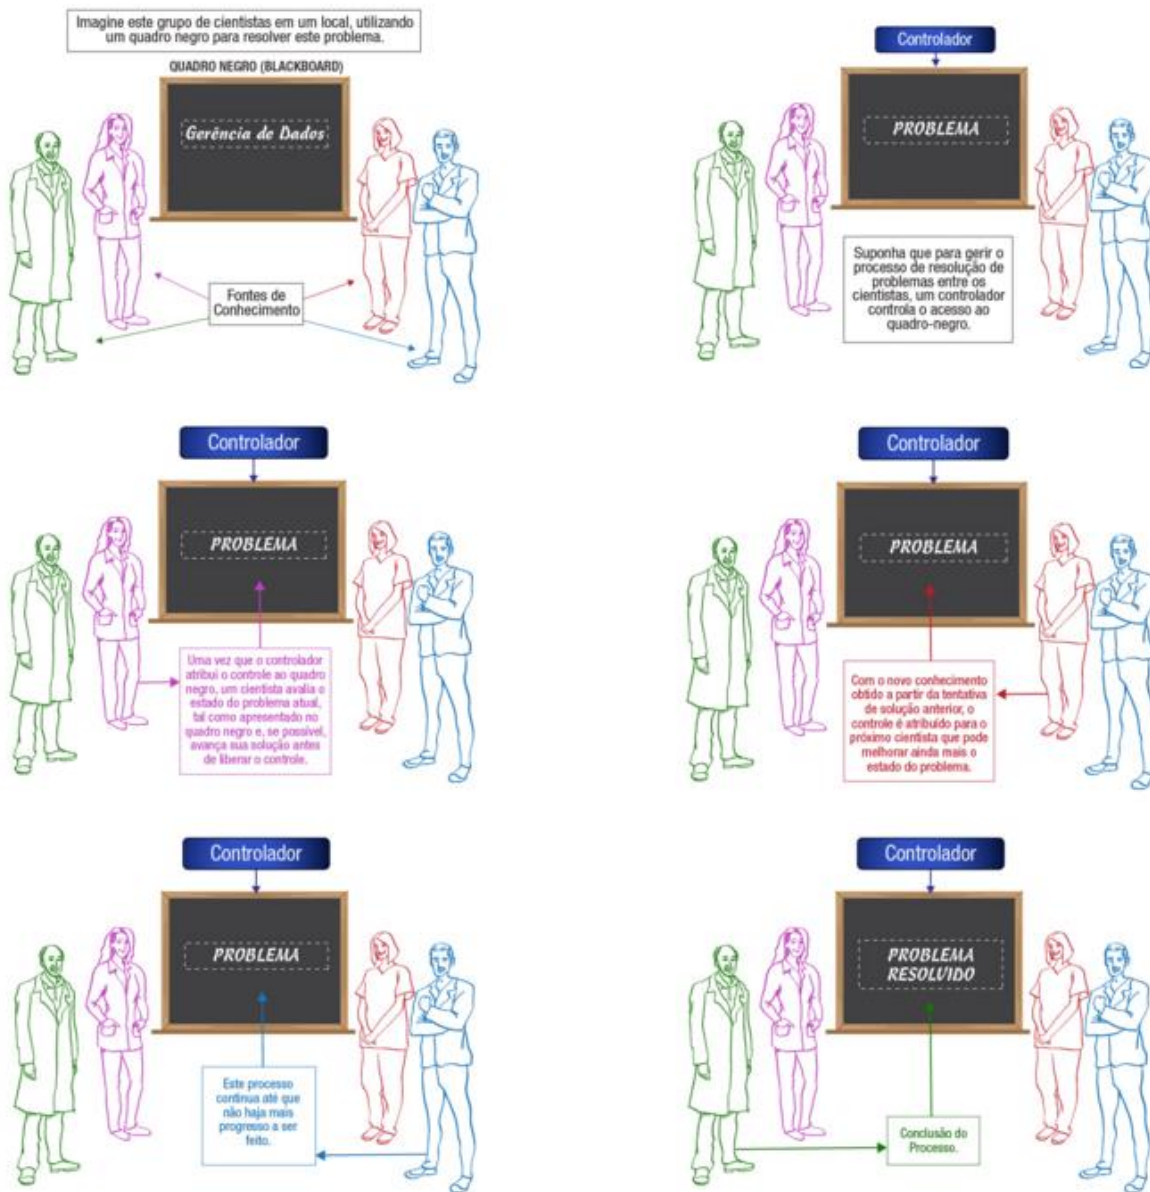 Imagine este grupo de cientistas em um local, utilizando
um quadro negro para resolver este problema.
QUADRO NEGRO (BLACKBOARD)
Gerência de Dados
Fontes de
Conhecimento
Controlador
PROBLEMA
Suponha que para gerir o
processo de resolução de
problemas entre os
cientistas, um controlador
controla o acesso ao
quadro-negro.
Controlador
PROBLEMA
Uma vez que o controlador
atribui o controle ao quadro
negro, um cientista avalia o
estado do problema atual,
tal como apresentado no
quadro negro e, se possível,
avança sua solução antes
de liberar o controle.
Controlador
PROBLEMA
Com o novo conhecimento
obtido a partir da tentativa
de solução anterior, o
controle é atribuído para o
próximo cientista que pode
melhorar ainda mais o
estado do problema.
Controlador
PROBLEMA
Este processo
continua até que
não haja mais
progresso a ser
feito.
Controlador
PROBLEMA
RESOLVIDO
Conclusão do
Processo.